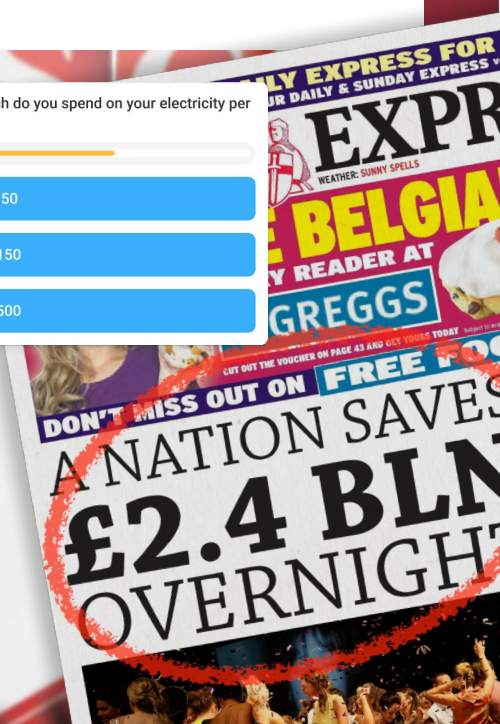 h do you spend on your electricity per
50
150
500
LY EXPRESS FOR
UR DAILY & SUNDAY EXPRESS
EXPR
WEATHER: SUNNY SPELLS
BELGIA
Y READER AT
GREGGS
CUT OUT THE VOUCHER ON PAGE 43 AND GET YOURS TODAY
DON'T MISS OUT ON FREE FOO
A NATION SAVES
£2.4 BLN
OVERNIGHT